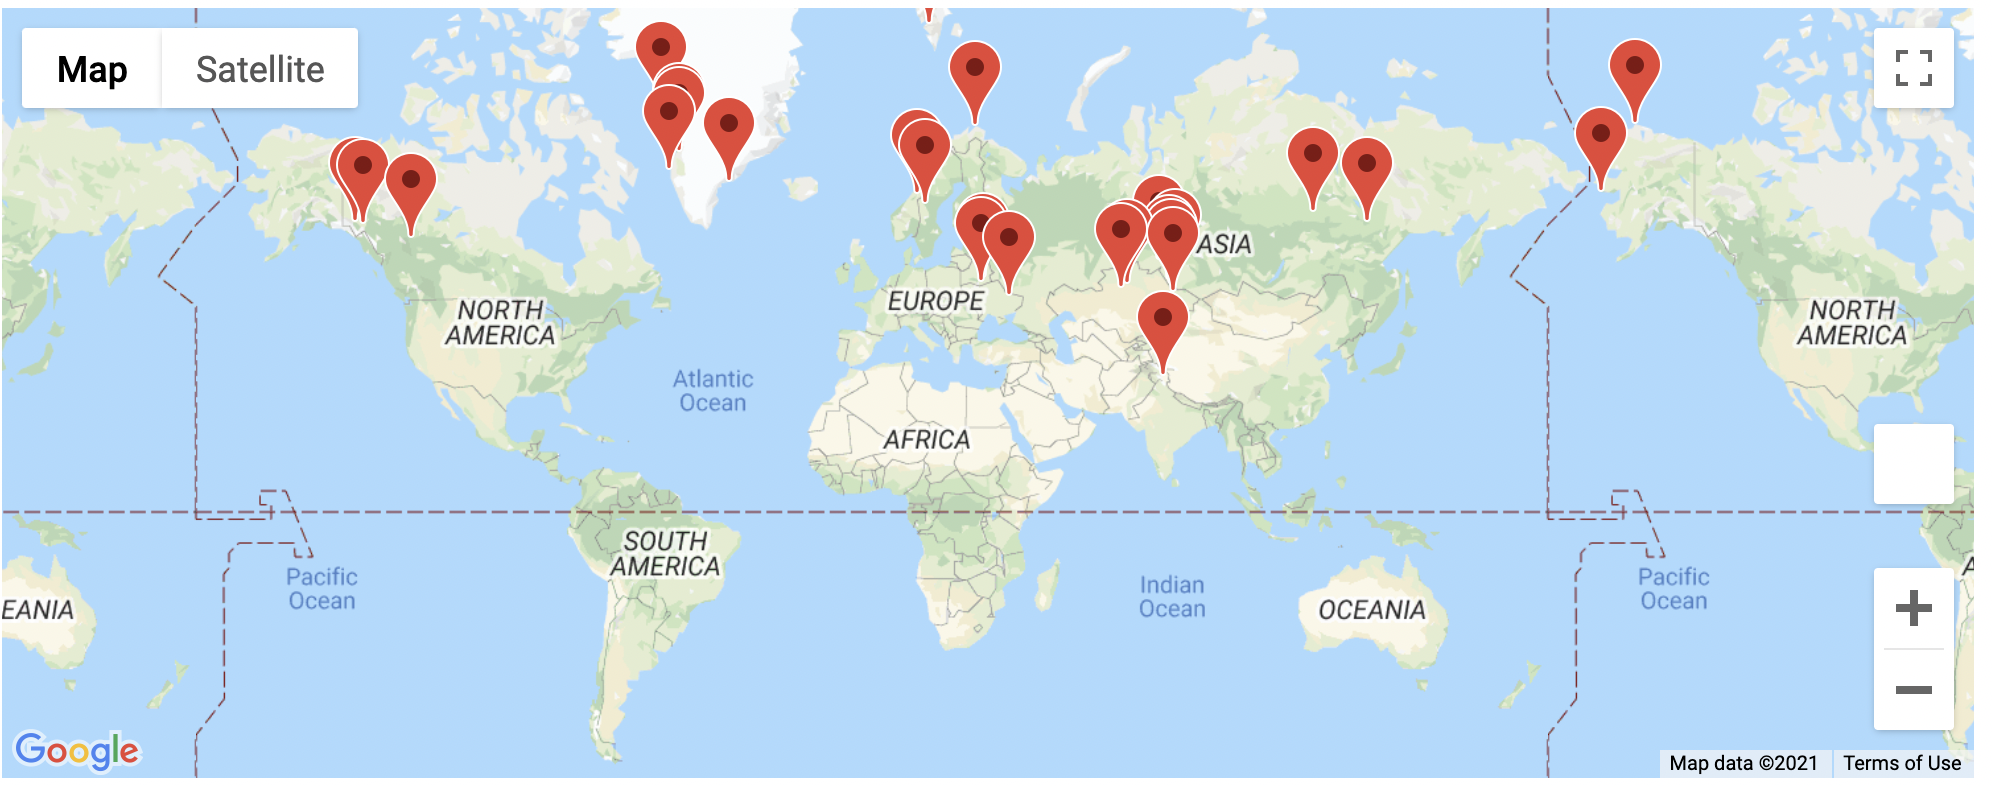 Map
Satellite
ASIA
EUROPE
NORTH
AMERICA
NORTH
AMERICA
Atlantic
Ocean
AFRICA
SOUTH
AMERICA
Pacific
Ocean
Indian
Ocean
Pacific
Ocean
EANIA
OCEANIA
A
Google
Map data ©2021
Terms of Use